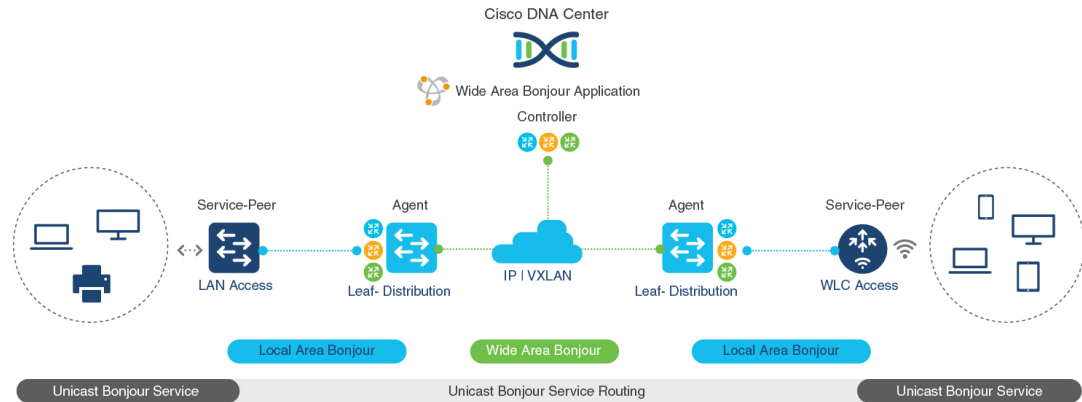 Cisco DNA Center
Wide Area Bonjour Application
Controller
Service-Peer
Agent
Agent
Service-Peer
LAN Access
Leaf- Distribution
IP | VXLAN
Leaf- Distribution
WLC Access
Local Area Bonjour
Wide Area Bonjour
Local Area Bonjour
Unicast Bonjour Service
Unicast Bonjour Service Routing
Unicast Bonjour Service